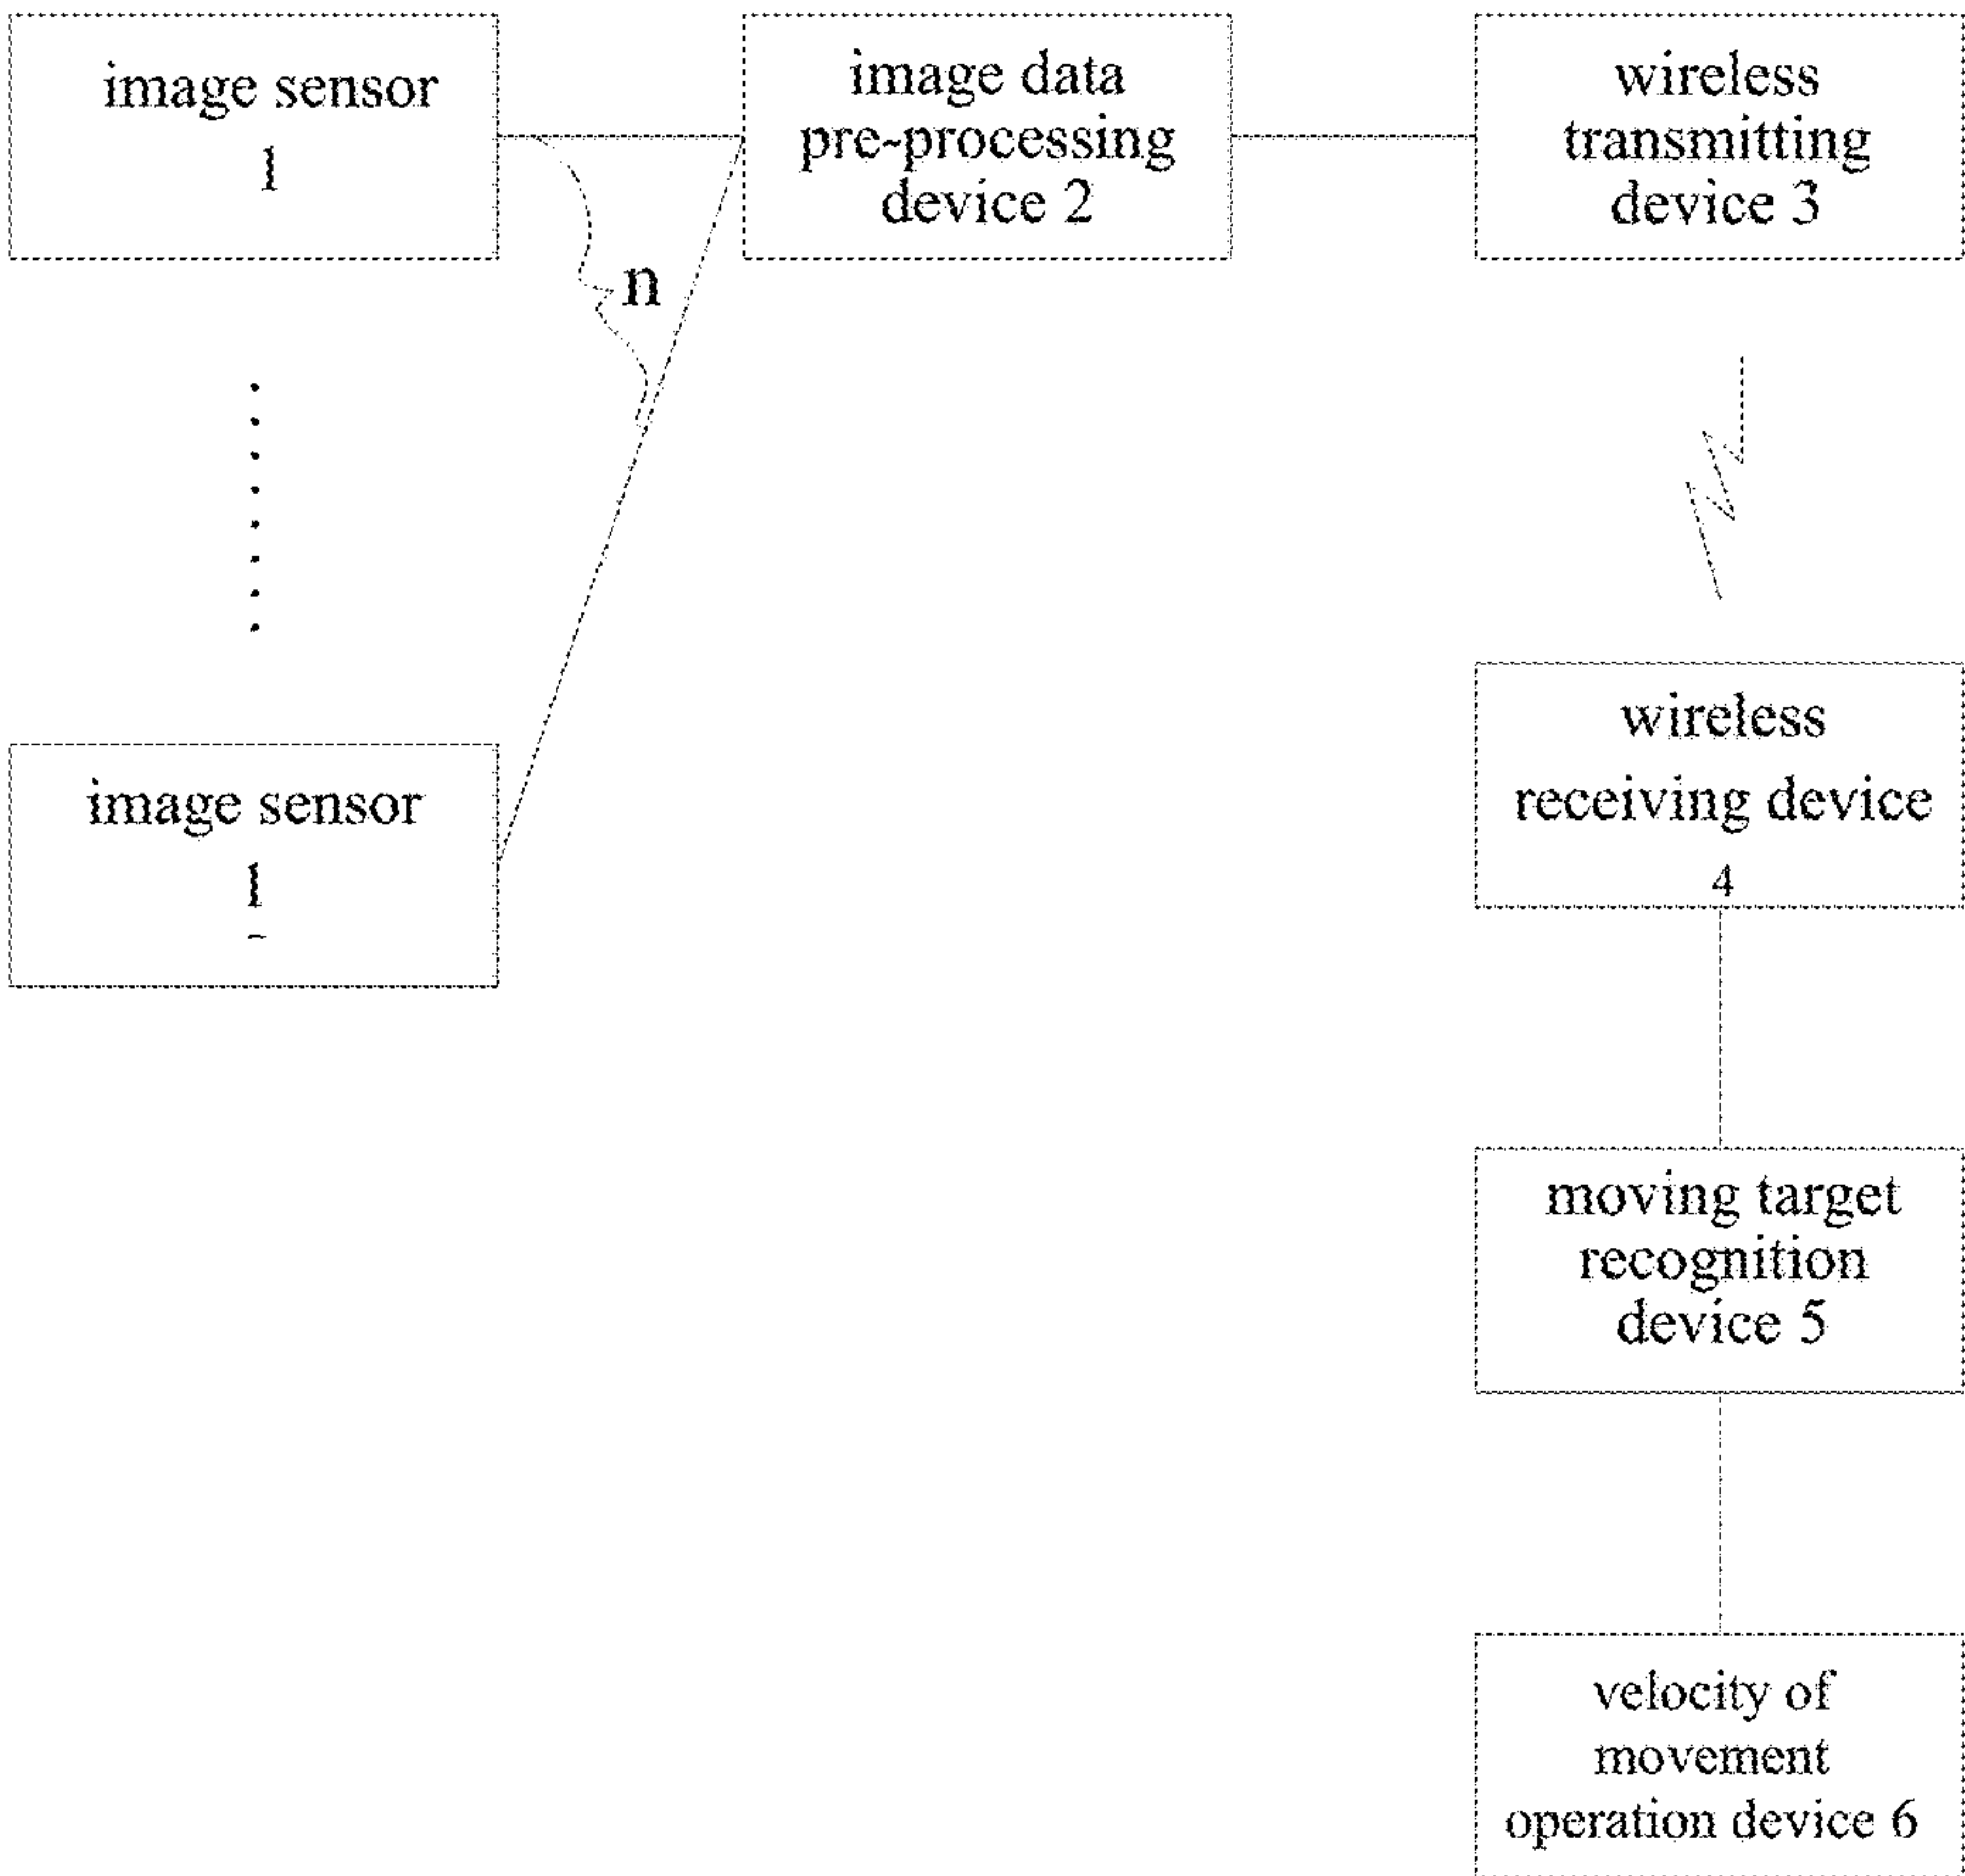 image sensor
1
image data
pre-processing
device 2
wireless
transmitting
device 3
n
wireless
receiving device
4
image sensor
1
moving target
recognition
device 5
velocity of
movement
operation device 6